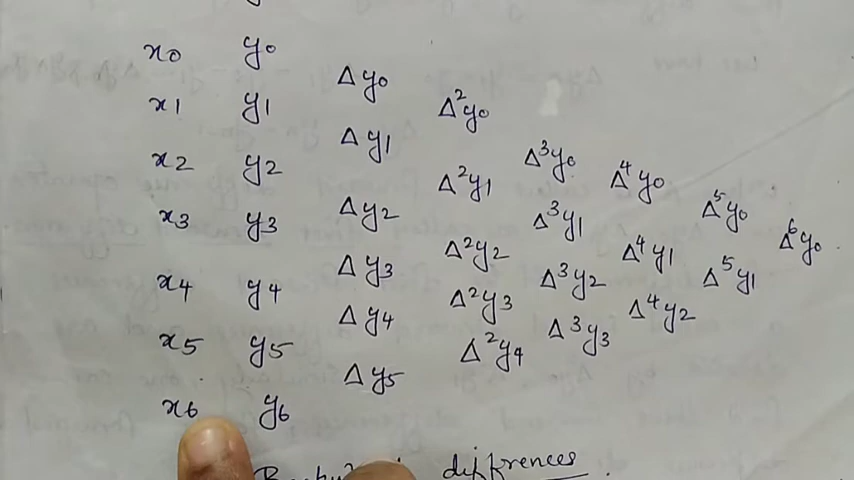 x0 y0
Δy0
x1 y1 Δ²y0
Δy1
x2 y2 Δ³y0 Δ⁴y0
Δ²y1
x3 y3 Δy2 Δ³y1 Δ⁵y0
Δ²y2 Δ⁴y1 Δ⁶y0
Δy3 Δ³y2 Δ⁵y1
x4 y4 Δ²y3
Δy4 Δ³y3 Δ⁴y2
x5 y5 Δ²y4
Δy5
x6 y6
diffrences